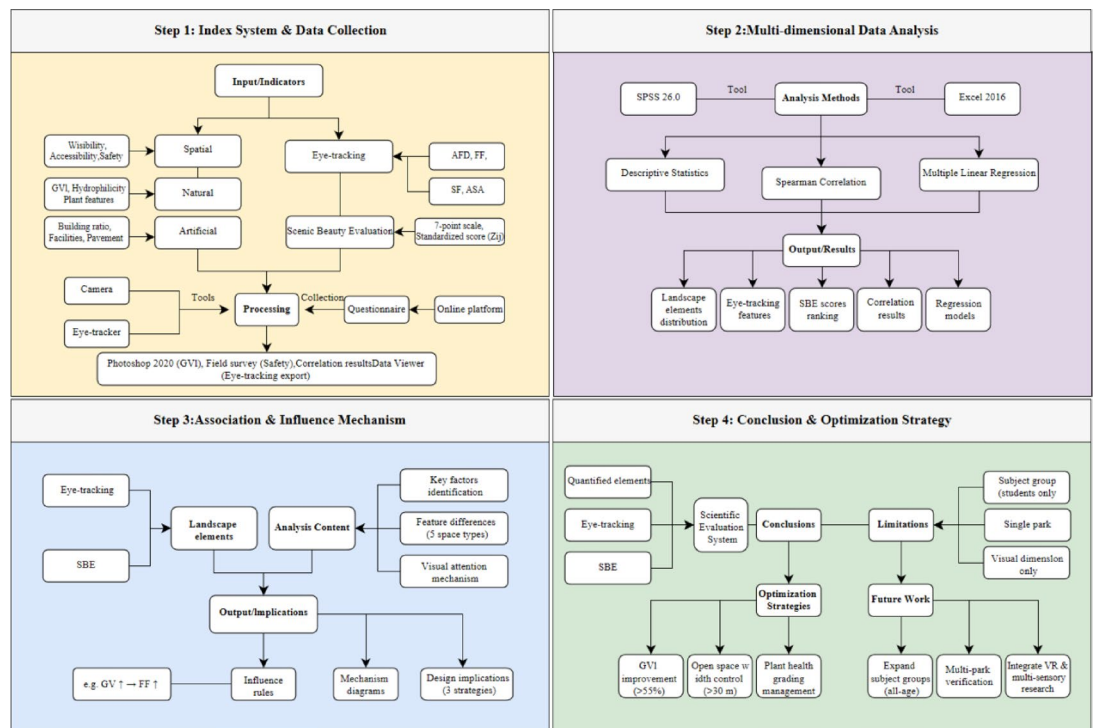 Step 1: Index System & Data Collection
Input/Indicators
Wisibility,
Accessibility,Safety
Spatial
Eye-tracking
AFD, FF,
GVI, Hydrophilicity
Plant features
Natural
SF, ASA
Building ratio,
Facilities, Pavement
Artificial
Scenic Beauty Evaluation
7-point scale,
Standardized score (Zij)
Camera
Tools
Processing
Collection
Questionnaire
Online platform
Eye-tracker
Photoshop 2020 (GVI), Field survey (Safety),Correlation resultsData Viewer
(Eye-tracking export)
Step 2:Multi-dimensional Data Analysis
SPSS 26.0
Tool
Analysis Methods
Tool
Excel 2016
Descriptive Statistics
Spearman Correlation
Multiple Linear Regression
Output/Results
Landscape
elements
distribution
Eye-tracking
features
SBE scores
ranking
Correlation
results
Regression
models
Step 3:Association & Influence Mechanism
Eye-tracking
SBE
Landscape
elements
Analysis Content
Key factors
identification
Feature differences
(5 space types)
Visual attention
mechanism
Output/Implications
e.g. GV ↑ → FF ↑
Influence
rules
Mechanism
diagrams
Design implications
(3 strategies)
Step 4: Conclusion & Optimization Strategy
Quantified elements
Eye-tracking
SBE
Scientific
Evaluation
System
Conclusions
Limitations
Subject group
(students only
Single park
Visual dimension
only
Optimization
Strategies
Future Work
GVI
improvement
(>55%)
Open space w
idth control
(>30 m)
Plant health
grading
management
Expand
subject groups
(all-age)
Multi-park
verification
Integrate VR &
multi-sensory
research